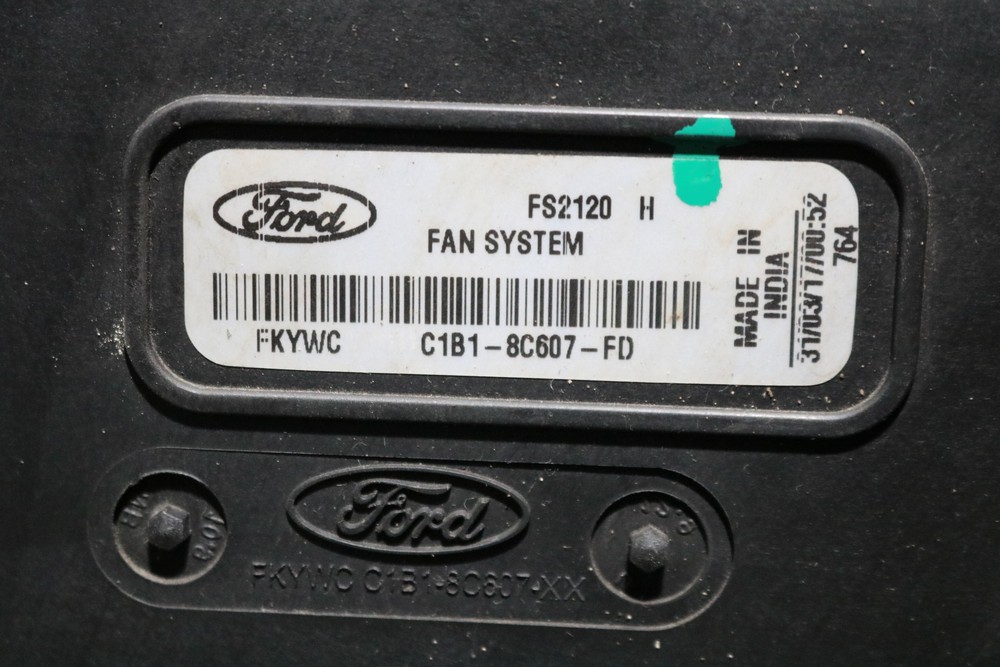 Ford
FS2120 H
FAN SYSTEM
FKYWC C1B1-8C607-FD
MADE IN
INDIA
31/03/17/00:52
764
Ford
FKYWC C1B1-8C607-XX